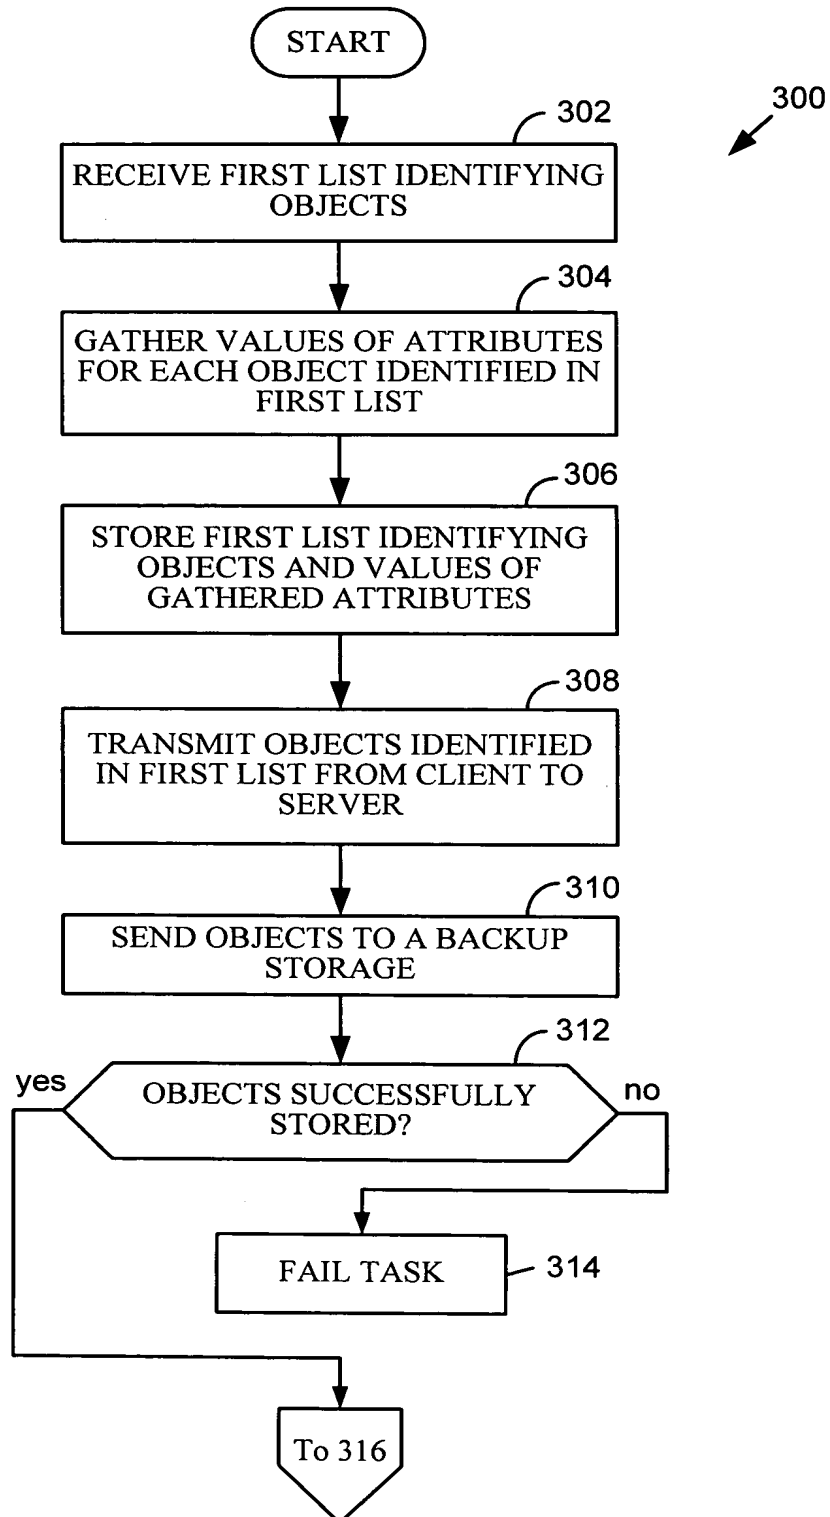 START
300
302
RECEIVE FIRST LIST IDENTIFYING
OBJECTS
304
GATHER VALUES OF ATTRIBUTES
FOR EACH OBJECT IDENTIFIED IN
FIRST LIST
306
STORE FIRST LIST IDENTIFYING
OBJECTS AND VALUES OF
GATHERED ATTRIBUTES
308
TRANSMIT OBJECTS IDENTIFIED
IN FIRST LIST FROM CLIENT TO
SERVER
310
SEND OBJECTS TO A BACKUP
STORAGE
312
yes
OBJECTS SUCCESSFULLY
STORED?
no
FAIL TASK
314
To 316